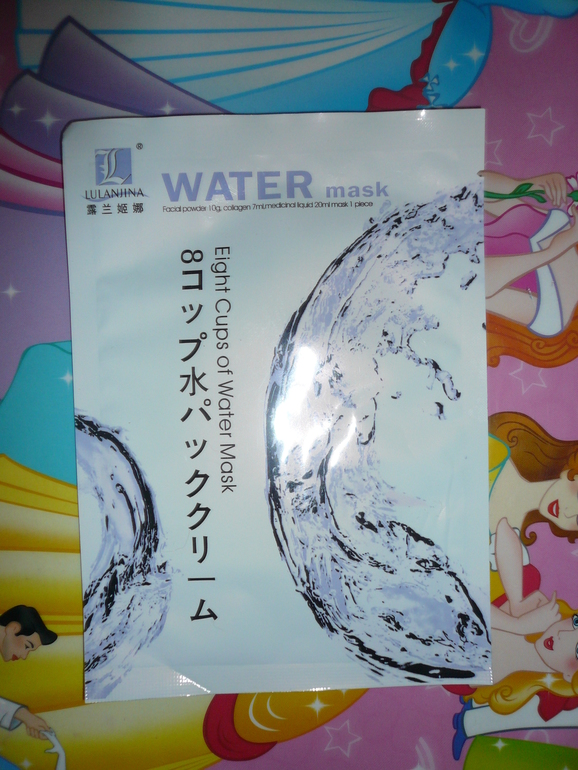 L
®
LULANJINA
露兰姬娜
WATER mask
Facial powder 10g, collagen 7ml,medicinal liquid 20ml mask 1 piece
Eight Cups of Water Mask
8コップ水パッククリーム